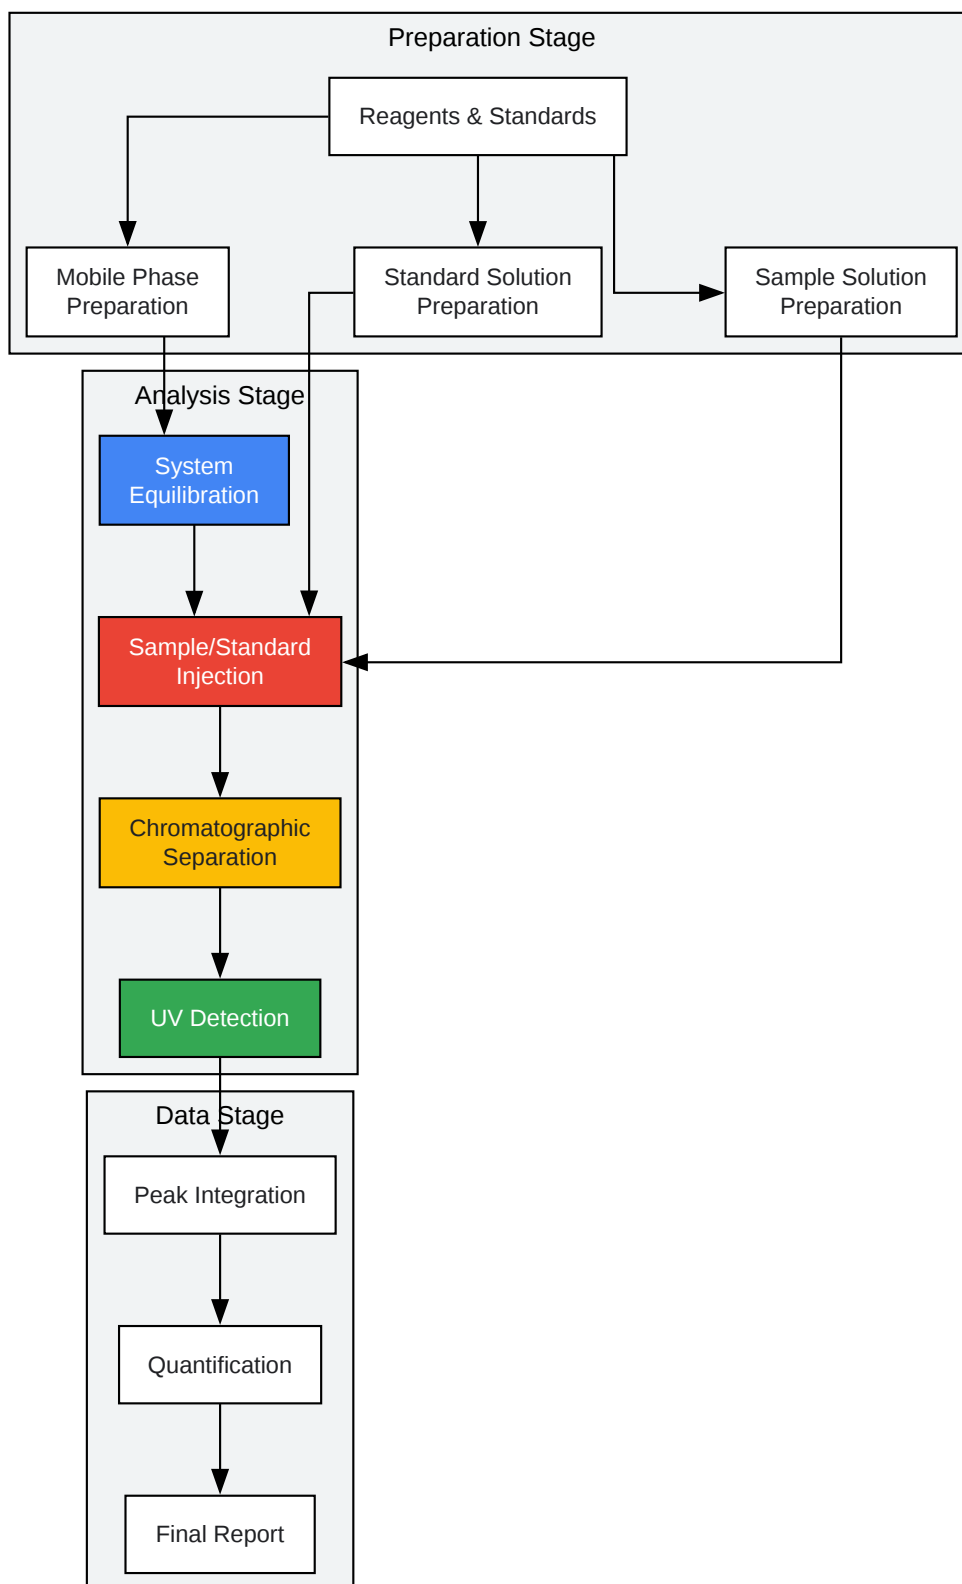 Preparation Stage
Reagents & Standards
Mobile Phase
Preparation
Standard Solution
Preparation
Sample Solution
Preparation
Analysis Stage
System
Equilibration
Sample/Standard
Injection
Chromatographic
Separation
UV Detection
Data Stage
Peak Integration
Quantification
Final Report